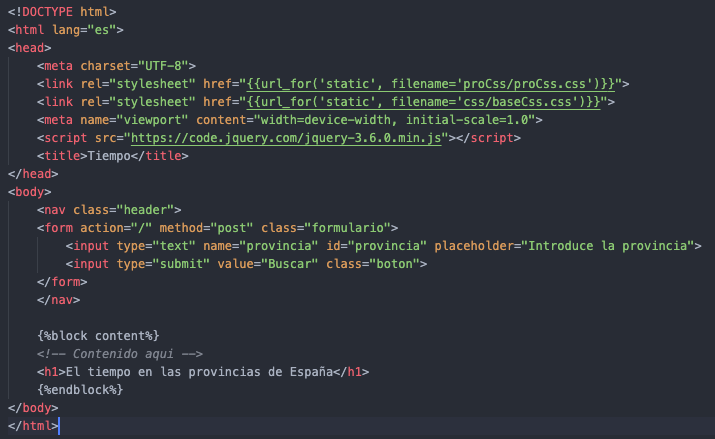 <!DOCTYPE html>
<html lang="es">
<head>
    <meta charset="UTF-8">
    <link rel="stylesheet" href="{{url_for('static', filename='proCss/proCss.css')}}">
    <link rel="stylesheet" href="{{url_for('static', filename='css/baseCss.css')}}">
    <meta name="viewport" content="width=device-width, initial-scale=1.0">
    <script src="https://code.jquery.com/jquery-3.6.0.min.js"></script>
    <title>Tiempo</title>
</head>
<body>
    <nav class="header">
    <form action="/" method="post" class="formulario">
        <input type="text" name="provincia" id="provincia" placeholder="Introduce la provincia">
        <input type="submit" value="Buscar" class="boton">
    </form>
    </nav>

    {%block content%}
    <!-- Contenido aqui -->
    <h1>El tiempo en las provincias de España</h1>
    {%endblock%}
</body>
</html>